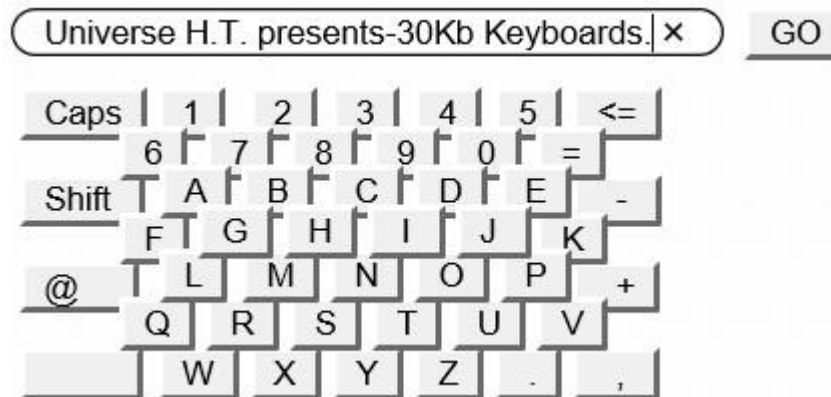 Universe H.T. presents-30Kb Keyboards. ×
GO
Caps 1 2 3 4 5 <=
6 7 8 9 0 =
Shift A B C D E -
F G H I J K
@ L M N O P +
Q R S T U V
W X Y Z . ,